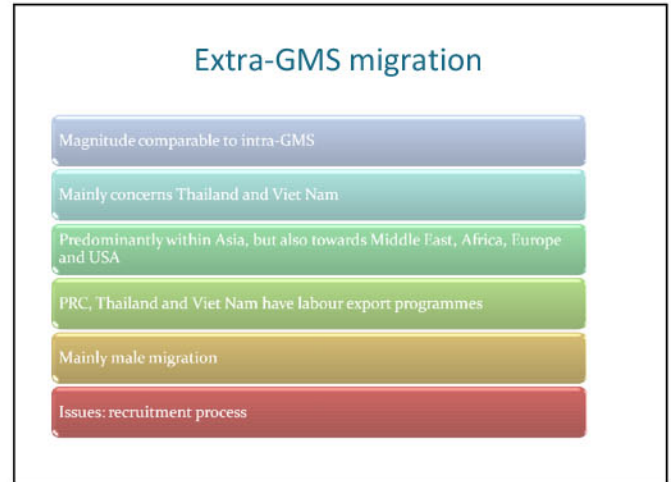 Extra-GMS migration
Magnitude comparable to intra-GMS
Mainly concerns Thailand and Viet Nam
Predominantly within Asia, but also towards Middle East, Africa, Europe
and USA
PRC, Thailand and Viet Nam have labour export programmes
Mainly male migration
Issues: recruitment process